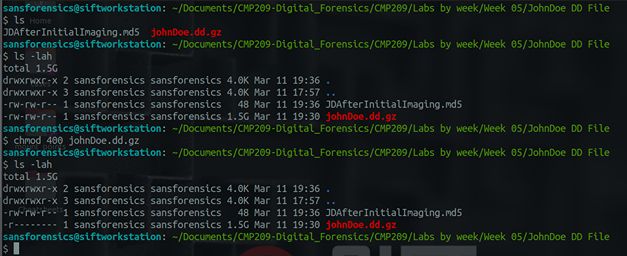 sansforensics@siftworkstation: ~/Documents/CMP209-Digital_Forensics/CMP209/Labs by week/Week 05/JohnDoe DD File
$ ls
JDAfterInitialImaging.md5  johnDoe.dd.gz
sansforensics@siftworkstation: ~/Documents/CMP209-Digital_Forensics/CMP209/Labs by week/Week 05/JohnDoe DD File
$ ls -lah
total 1.5G
drwxrwxr-x 2 sansforensics sansforensics 4.0K Mar 11 19:36 .
drwxrwxr-x 3 sansforensics sansforensics 4.0K Mar 11 17:57 ..
-rw-rw-r-- 1 sansforensics sansforensics   48 Mar 11 19:36 JDAfterInitialImaging.md5
-rw-rw-r-- 1 sansforensics sansforensics 1.5G Mar 11 19:30 johnDoe.dd.gz
sansforensics@siftworkstation: ~/Documents/CMP209-Digital_Forensics/CMP209/Labs by week/Week 05/JohnDoe DD File
$ chmod 400 johnDoe.dd.gz
sansforensics@siftworkstation: ~/Documents/CMP209-Digital_Forensics/CMP209/Labs by week/Week 05/JohnDoe DD File
$ ls -lah
total 1.5G
drwxrwxr-x 2 sansforensics sansforensics 4.0K Mar 11 19:36 .
drwxrwxr-x 3 sansforensics sansforensics 4.0K Mar 11 17:57 ..
-rw-rw-r-- 1 sansforensics sansforensics   48 Mar 11 19:36 JDAfterInitialImaging.md5
-r-------- 1 sansforensics sansforensics 1.5G Mar 11 19:30 johnDoe.dd.gz
sansforensics@siftworkstation: ~/Documents/CMP209-Digital_Forensics/CMP209/Labs by week/Week 05/JohnDoe DD File
$